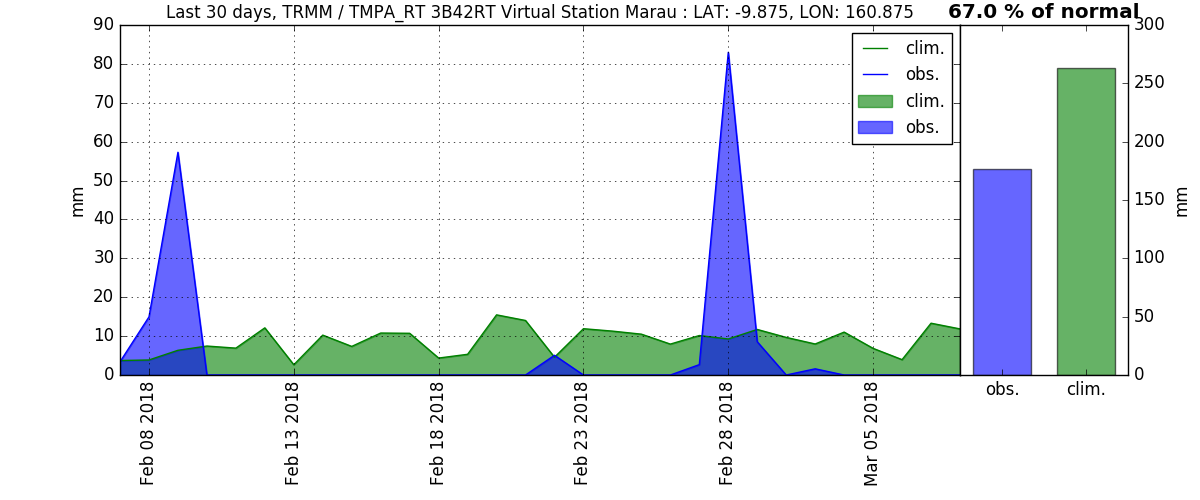 Last 30 days, TRMM / TMPA_RT 3B42RT Virtual Station Marau : LAT: -9.875, LON: 160.875
67.0 % of normal
90
80
70
60
50
40
30
20
10
0
mm
clim.
obs.
clim.
obs.
Feb 08 2018
Feb 13 2018
Feb 18 2018
Feb 23 2018
Feb 28 2018
Mar 05 2018
300
250
200
150
100
50
0
mm
obs.
clim.